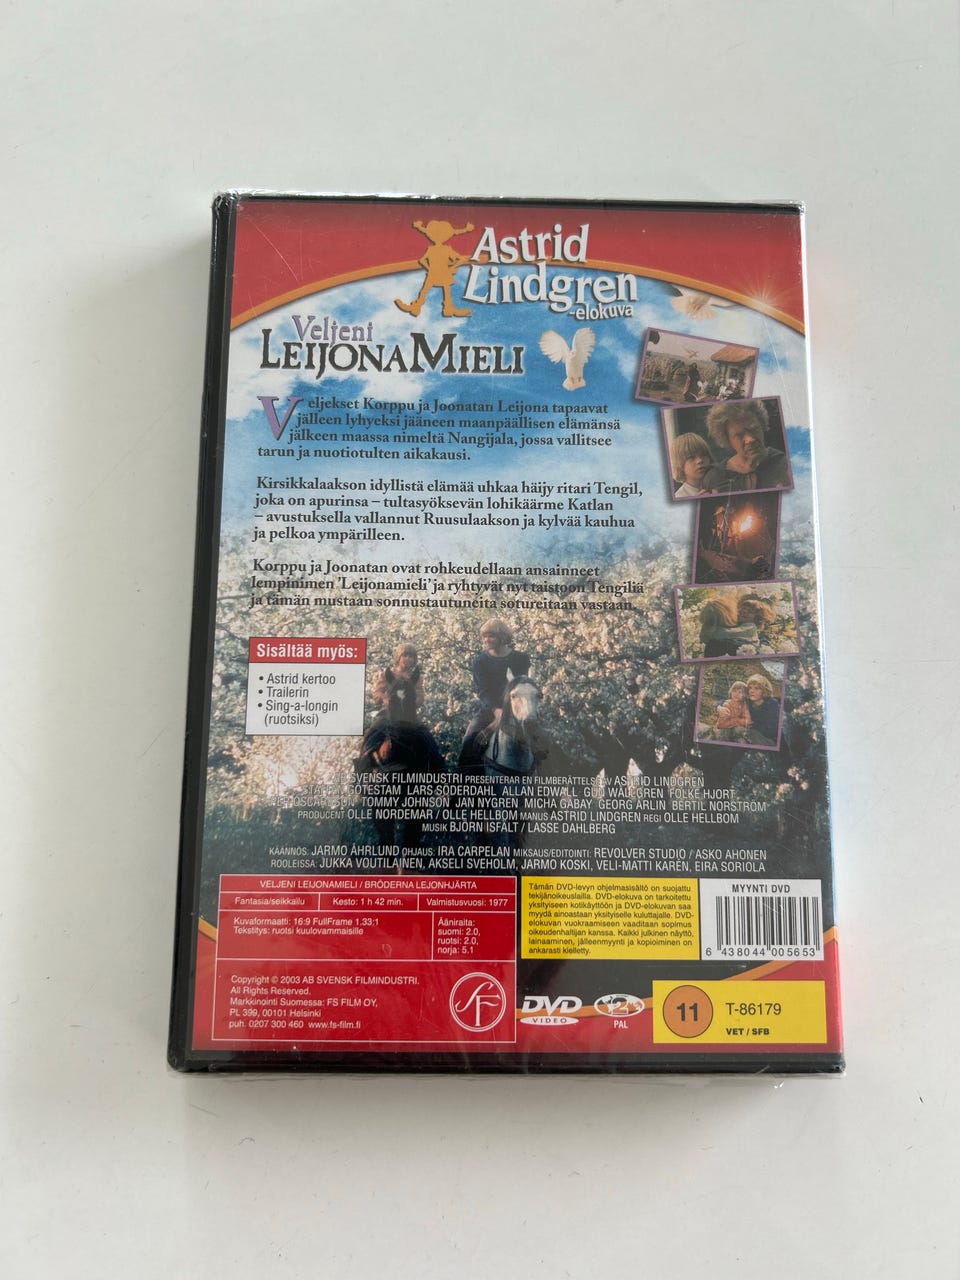 Astrid
Lindgren
-elokuva
Veljeni
LEIJONAMIELI
Veljekset Korppu ja Joonatan Leijona tapaavat
jälleen lyhyeksi jääneen maanpäällisen elämänsä
jälkeen maassa nimeltä Nangijala, jossa vallitsee
tarun ja nuotiotulten aikakausi.
Kirsikkalaakson idyllistä elämää uhkaa häijy ritari Tengil,
joka on apurinsa – tultasyöksevän lohikäärme Katlan
– avustuksella vallannut Ruusulaakson ja kylvää kauhua
ja pelkoa ympärilleen.
Korppu ja Joonatan ovat rohkeudellaan ansainneet
lempinimen 'Leijonamieli' ja ryhtyvät nyt taistoon Tengiliä
ja tämän mustaan sonnustautuneita sotureitaan vastaan.
Sisältää myös:
• Astrid kertoo
• Trailerin
• Sing-a-longin
(ruotsiksi)
AB SVENSK FILMINDUSTRI PRESENTERAR EN FILMBERÄTTELSE AV ASTRID LINDGREN
STAFFAN GÖTESTAM LARS SÖDERDAHL ALLAN EDWALL GUNN WÅLLGREN FOLKE HJORT
PER OSCARSSON TOMMY JOHNSON JAN NYGREN MICHA GABAY GEORG ÅRLIN BERTIL NORSTRÖM
PRODUCENT OLLE NORDEMAR / OLLE HELLBOM MANUS ASTRID LINDGREN REGI OLLE HELLBOM
MUSIK BJÖRN ISFÄLT / LASSE DAHLBERG
KÄÄNNÖS: JARMO ÄHRLUND OHJAUS: IRA CARPELAN MIKSAUS/EDITOINTI: REVOLVER STUDIO / ASKO AHONEN
ROOLEISSA: JUKKA VOUTILAINEN, AKSELI SVEHOLM, JARMO KOSKI, VELI-MATTI KAREN, EIRA SORIOLA
VELJENI LEIJONAMIELI / BRÖDERNA LEJONHJÄRTA
Fantasia/seikkailu Kesto: 1 h 42 min. Valmistusvuosi: 1977
Kuvaformaatti: 16:9 FullFrame 1.33:1
Tekstitys: ruotsi kuulovammaisille
Ääniraita:
suomi: 2.0,
ruotsi: 2.0,
norja: 5.1
Copyright © 2003 AB SVENSK FILMINDUSTRI.
All Rights Reserved.
Markkinointi Suomessa: FS FILM OY,
PL 399, 00101 Helsinki
puh. 0207 300 460 www.fs-film.fi
SF
Tämän DVD-levyn ohjelmasisältö on suojattu
tekijänoikeuslailla. DVD-elokuva on tarkoitettu
yksityiseen kotikäyttöön ja DVD-elokuvan saa
myydä ainoastaan yksityiselle kuluttajalle. DVD-
elokuvan vuokraamiseen vaaditaan sopimus
oikeudenhaltijan kanssa. Kaikki julkinen näyttö,
lainaaminen, jälleenmyynti ja kopioiminen on
ankarasti kielletty.
MYYNTI DVD
6 438044 005653
DVD
VIDEO
2
PAL
11
T-86179
VET / SFB